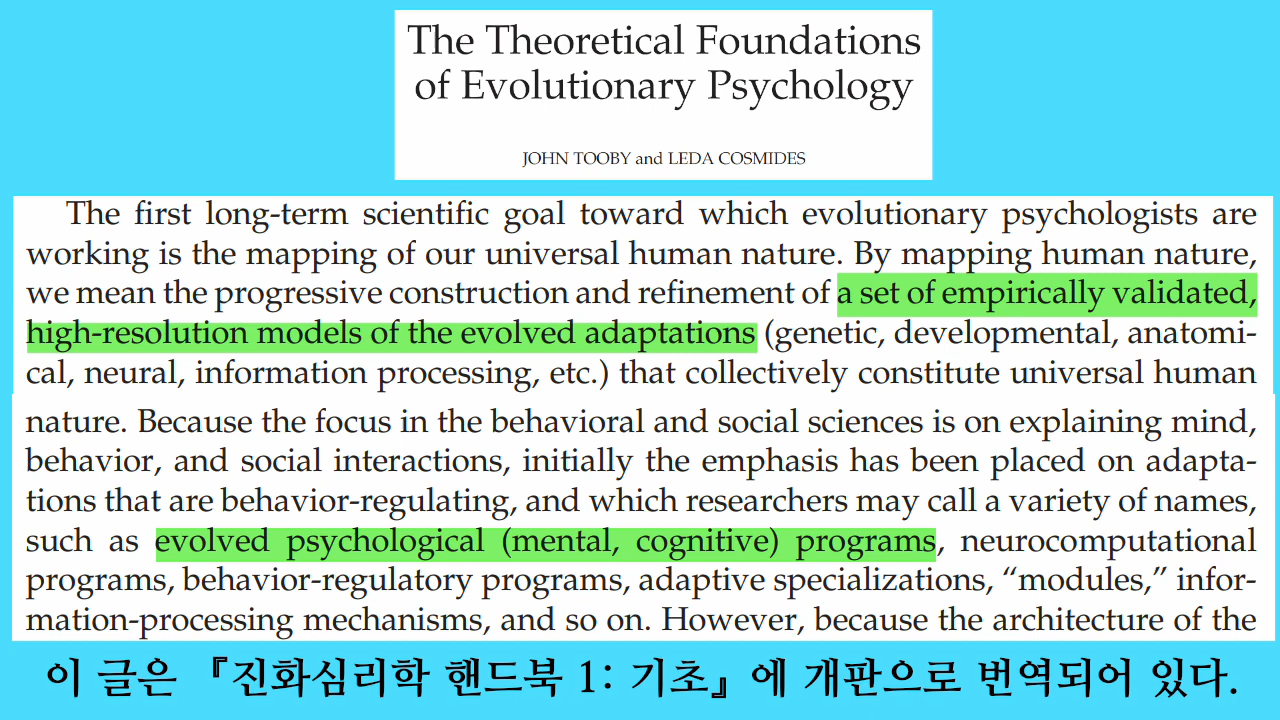 The Theoretical Foundations
of Evolutionary Psychology
JOHN TOOBY and LEDA COSMIDES
The first long-term scientific goal toward which evolutionary psychologists are
working is the mapping of our universal human nature. By mapping human nature,
we mean the progressive construction and refinement of a set of empirically validated,
high-resolution models of the evolved adaptations (genetic, developmental, anatomi-
cal, neural, information processing, etc.) that collectively constitute universal human
nature. Because the focus in the behavioral and social sciences is on explaining mind,
behavior, and social interactions, initially the emphasis has been placed on adapta-
tions that are behavior-regulating, and which researchers may call a variety of names,
such as evolved psychological (mental, cognitive) programs, neurocomputational
programs, behavior-regulatory programs, adaptive specializations, “modules,” infor-
mation-processing mechanisms, and so on. However, because the architecture of the
이 글은 『진화심리학 핸드북 1: 기초』에 개판으로 번역되어 있다.